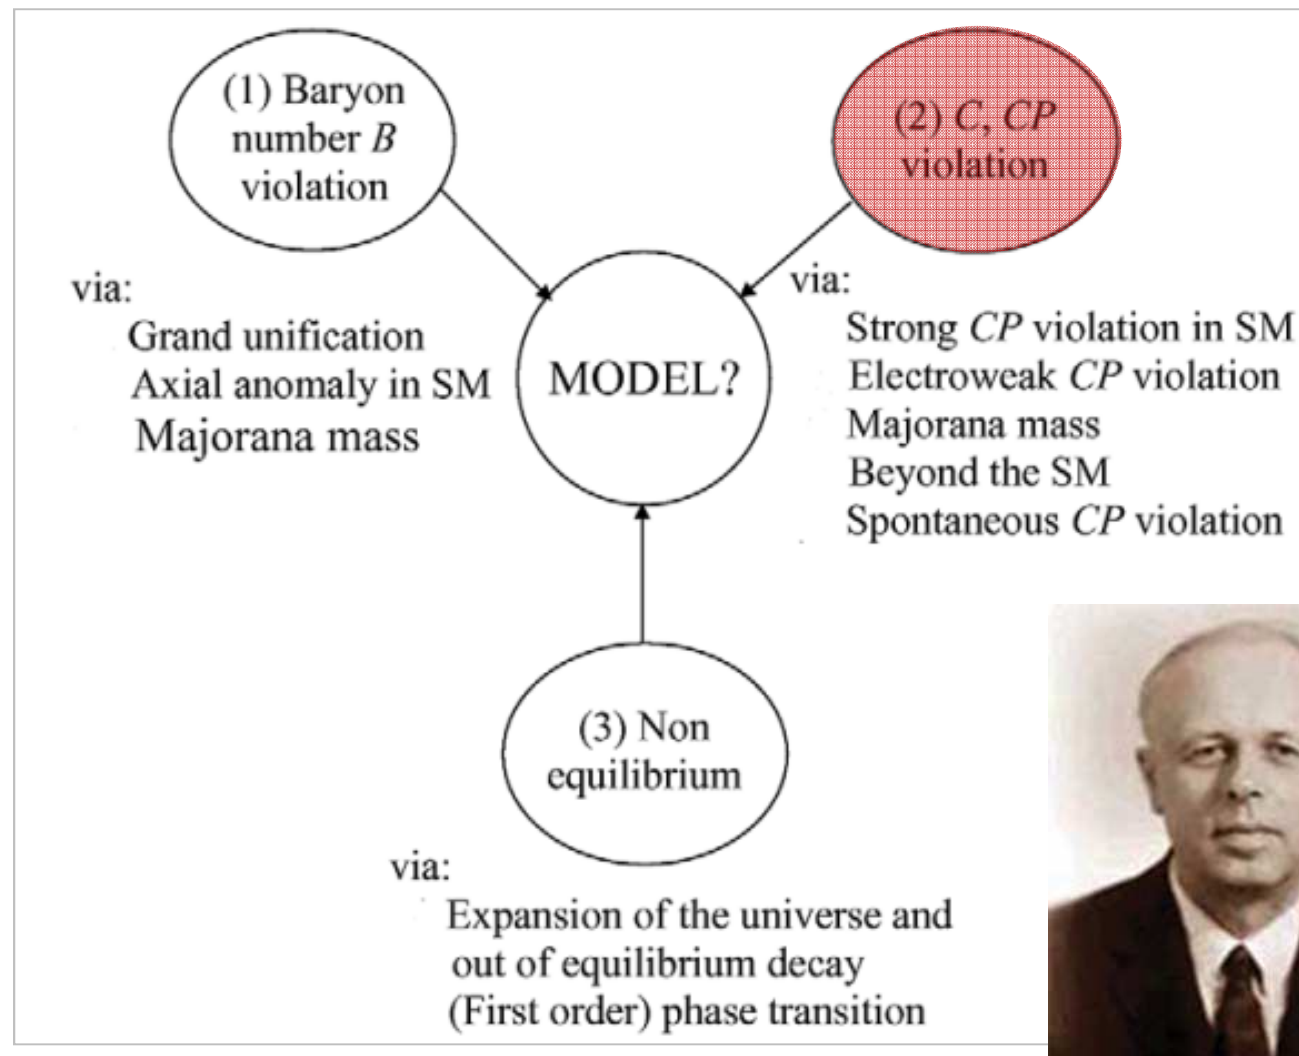 (1) Baryon
number B
violation
(2) C, CP
violation
via:
Grand unification
Axial anomaly in SM
Majorana mass
MODEL?
via:
Strong CP violation in SM
Electroweak CP violation
Majorana mass
Beyond the SM
Spontaneous CP violation
(3) Non
equilibrium
via:
Expansion of the universe and
out of equilibrium decay
(First order) phase transition